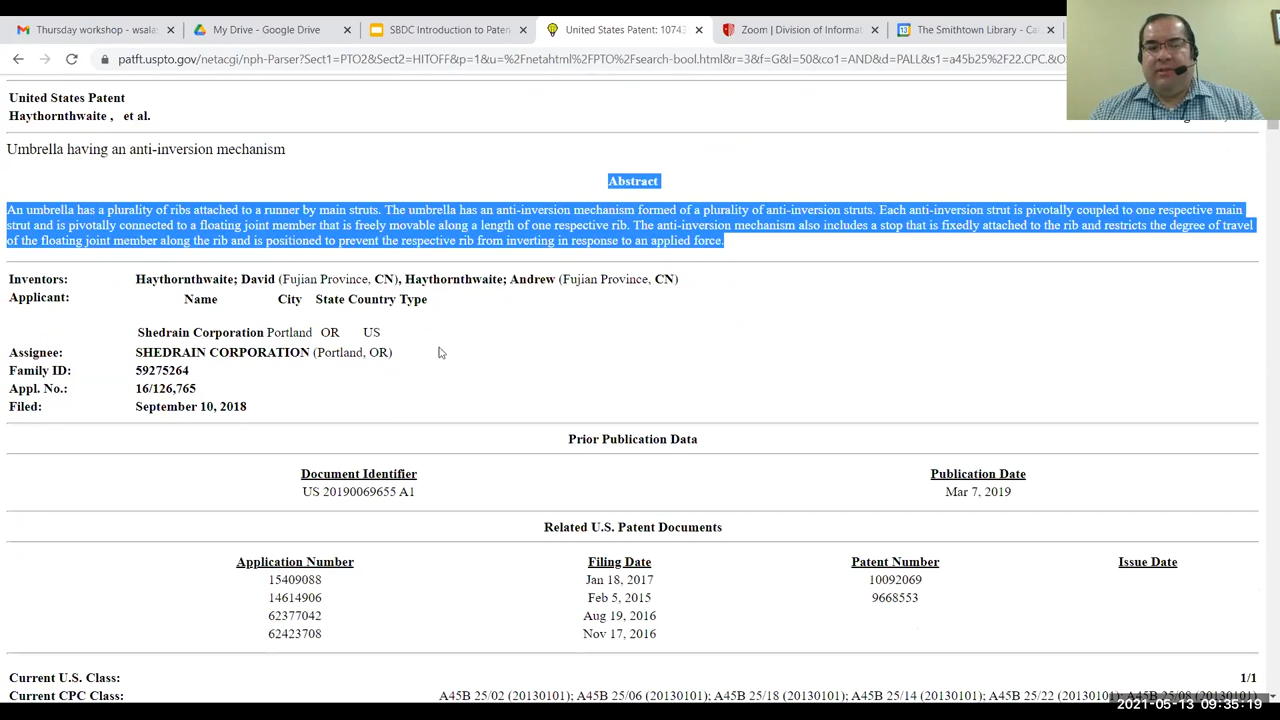 Thursday workshop - wsala
My Drive - Google Drive
SBDC Introduction to Paten
United States Patent: 10743
Zoom | Division of Informat
The Smithtown Library - Ca
patft.uspto.gov/netacgi/nph-Parser?Sect1=PTO2&Sect2=HITOFF&p=1&u=%2Fnetahtml%2FPTO%2Fsearch-bool.html&r=3&f=G&l=50&co1=AND&d=PALL&s1=a45b25%2F22.CPC.&O
United States Patent
Haythornthwaite , et al.
Umbrella having an anti-inversion mechanism
Abstract
An umbrella has a plurality of ribs attached to a runner by main struts. The umbrella has an anti-inversion mechanism formed of a plurality of anti-inversion struts. Each anti-inversion strut is pivotally coupled to one respective main
strut and is pivotally connected to a floating joint member that is freely movable along a length of one respective rib. The anti-inversion mechanism also includes a stop that is fixedly attached to the rib and restricts the degree of travel
of the floating joint member along the rib and is positioned to prevent the respective rib from inverting in response to an applied force.
Inventors: Haythornthwaite; David (Fujian Province, CN), Haythornthwaite; Andrew (Fujian Province, CN)
Applicant: Name City State Country Type
Shedrain Corporation Portland OR US
Assignee: SHEDRAIN CORPORATION (Portland, OR)
Family ID: 59275264
Appl. No.: 16/126,765
Filed: September 10, 2018
Prior Publication Data
Document Identifier Publication Date
US 20190069655 A1 Mar 7, 2019
Related U.S. Patent Documents
Application Number Filing Date Patent Number Issue Date
15409088 Jan 18, 2017 10092069
14614906 Feb 5, 2015 9668553
62377042 Aug 19, 2016
62423708 Nov 17, 2016
Current U.S. Class: 1/1
Current CPC Class: A45B 25/02 (20130101); A45B 25/06 (20130101); A45B 25/18 (20130101); A45B 25/14 (20130101); A45B 25/22 (20130101); A45B 25/08 (20130101)
2021-05-13 09:35:19